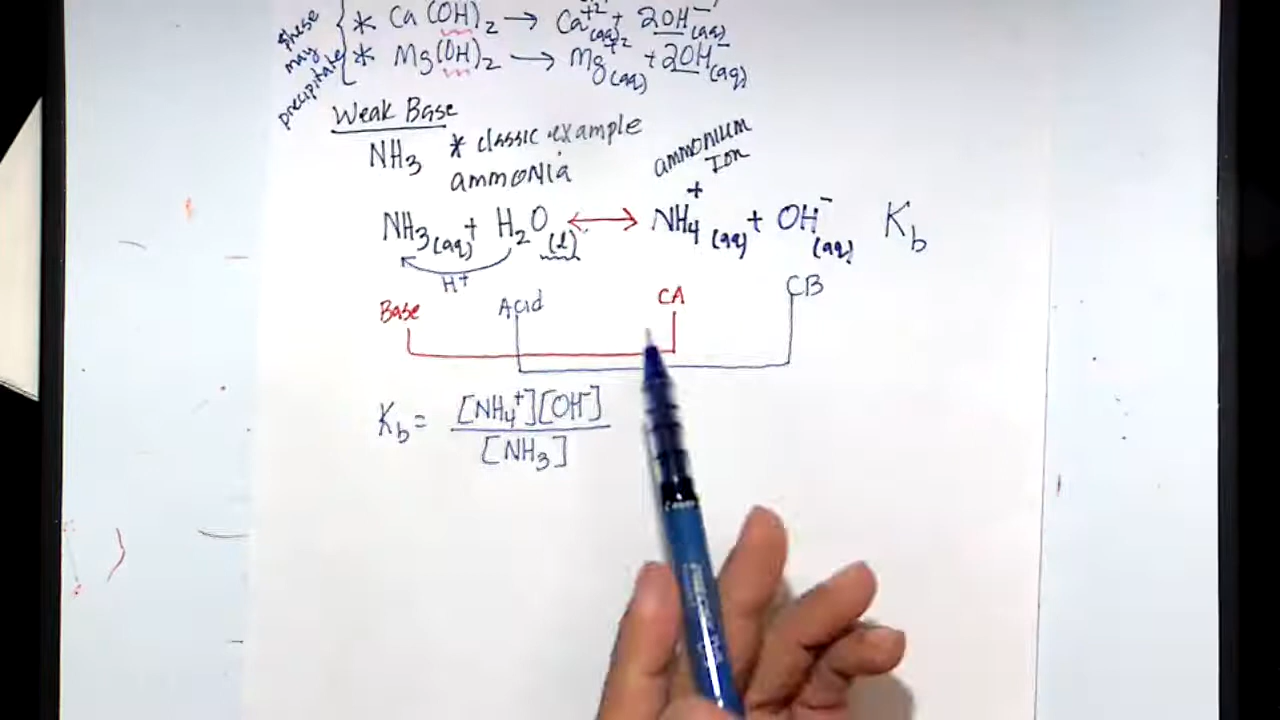 these may precipitate
* Ca(OH)₂ → Ca⁺²(aq) + 2OH⁻(aq)
* Mg(OH)₂ → Mg⁺²(aq) + 2OH⁻(aq)
Weak Base
NH₃ * classic example
ammonia
ammonium Ion
NH₃(aq) + H₂O(l) ↔ NH₄⁺(aq) + OH⁻(aq) K_b
H⁺
Base Acid CA CB
K_b = [NH₄⁺][OH⁻] / [NH₃]